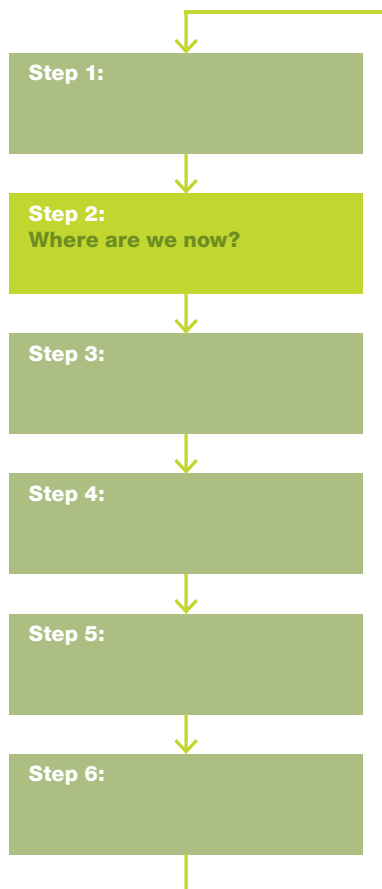 Step 1:
Step 2:
Where are we now?
Step 3:
Step 4:
Step 5:
Step 6: